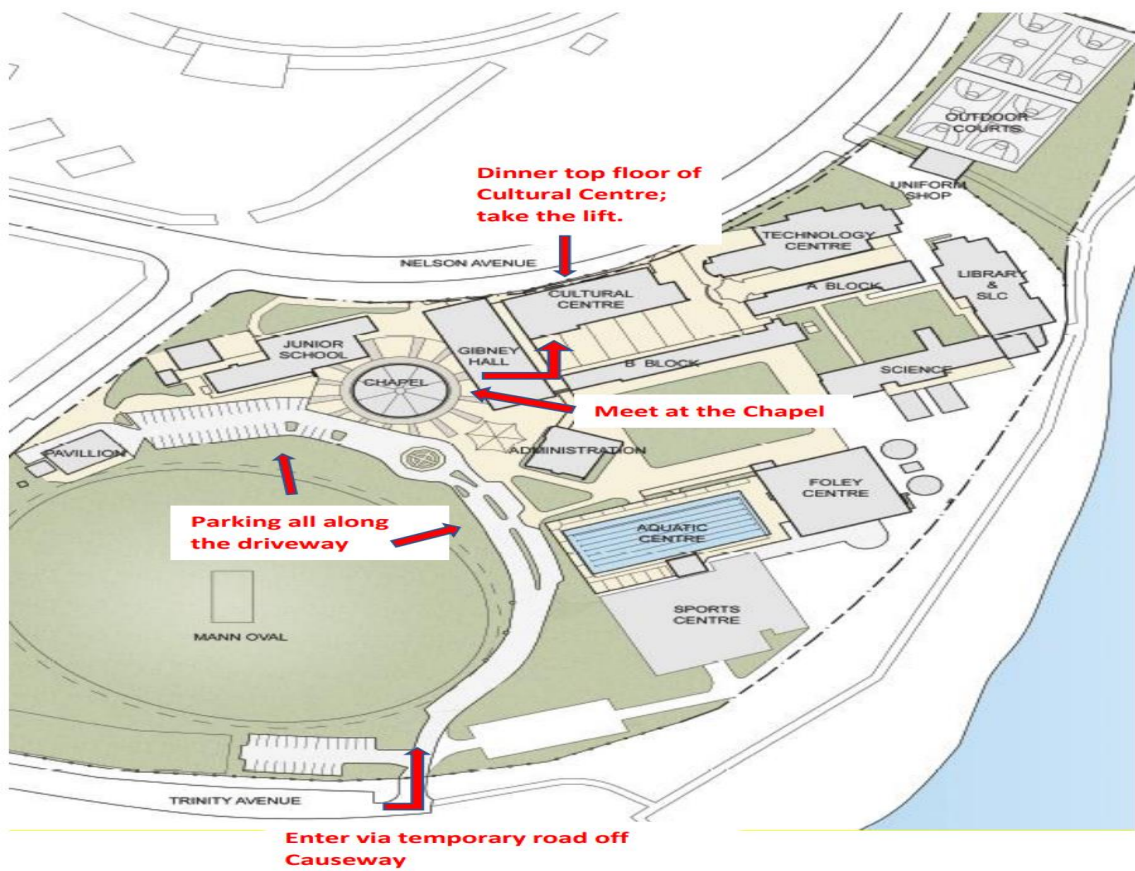 OUTDOOR
COURTS
Dinner top floor of
Cultural Centre;
take the lift.
UNIFORM
SHOP
TECHNOLOGY
CENTRE
NELSON AVENUE
LIBRARY
& SLC
A BLOCK
CULTURAL
CENTRE
JUNIOR
SCHOOL
GIBNEY
HALL
B BLOCK
SCIENCE
CHAPEL
Meet at the Chapel
PAVILLION
ADMINISTRATION
FOLEY
CENTRE
Parking all along
the driveway
AQUATIC
CENTRE
SPORTS
CENTRE
MANN OVAL
TRINITY AVENUE
Enter via temporary road off
Causeway